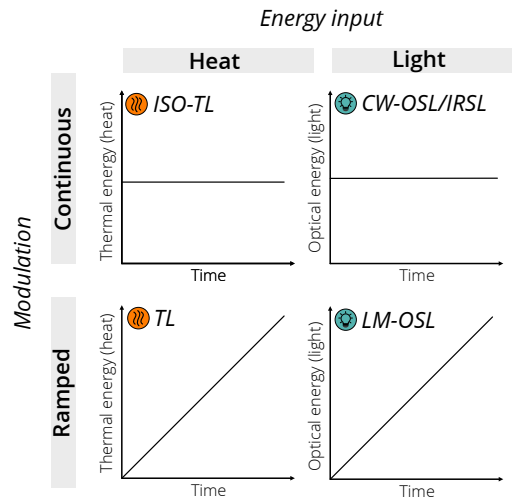 Energy input
Heat
Light
Modulation
Continuous
Thermal energy (heat)
ISO-TL
Time
Optical energy (light)
CW-OSL/IRSL
Time
Ramped
Thermal energy (heat)
TL
Time
Optical energy (light)
LM-OSL
Time